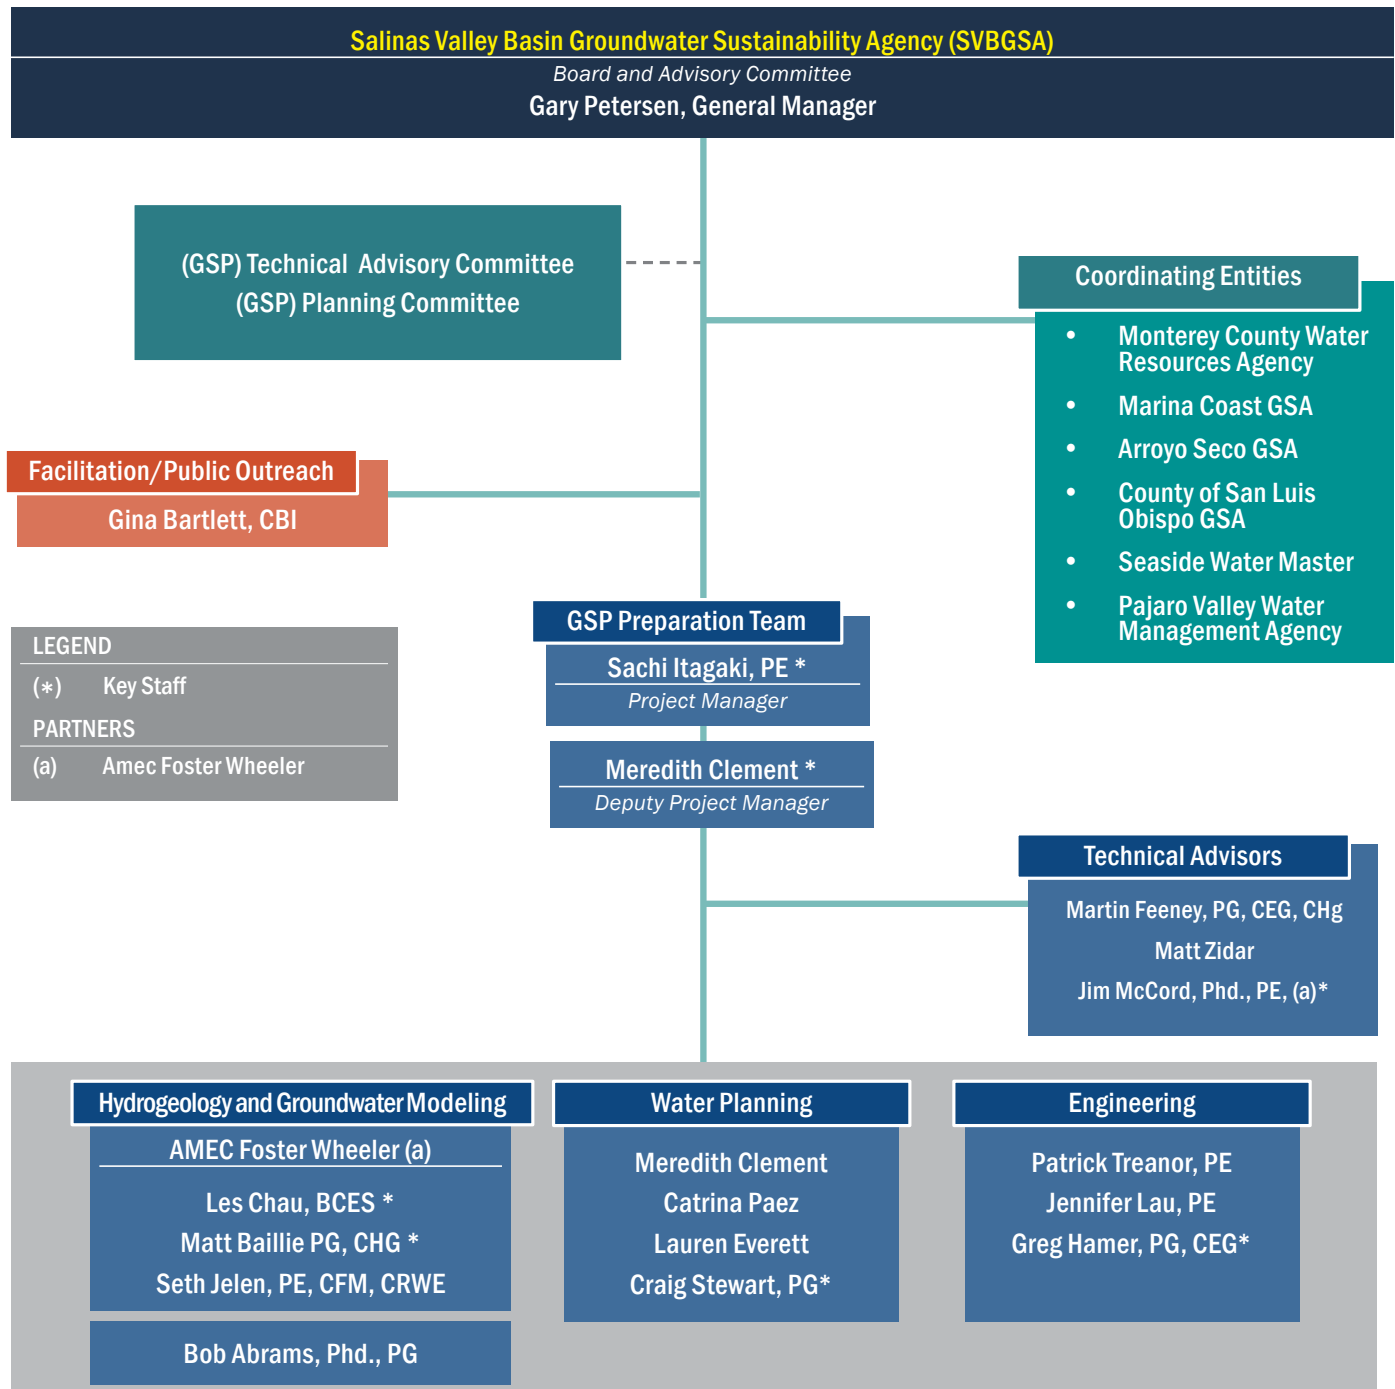 Salinas Valley Basin Groundwater Sustainability Agency (SVBGSA)
Board and Advisory Committee
Gary Petersen, General Manager
(GSP) Technical Advisory Committee
(GSP) Planning Committee
Coordinating Entities
• Monterey County Water
Resources Agency
• Marina Coast GSA
• Arroyo Seco GSA
• County of San Luis
Obispo GSA
• Seaside Water Master
• Pajaro Valley Water
Management Agency
Facilitation/Public Outreach
Gina Bartlett, CBI
LEGEND
(*) Key Staff
PARTNERS
(a) Amec Foster Wheeler
GSP Preparation Team
Sachi Itagaki, PE *
Project Manager
Meredith Clement *
Deputy Project Manager
Technical Advisors
Martin Feeney, PG, CEG, CHg
Matt Zidar
Jim McCord, Phd., PE, (a)*
Hydrogeology and Groundwater Modeling
AMEC Foster Wheeler (a)
Les Chau, BCES *
Matt Baillie PG, CHG *
Seth Jelen, PE, CFM, CRWE
Bob Abrams, Phd., PG
Water Planning
Meredith Clement
Catrina Paez
Lauren Everett
Craig Stewart, PG*
Engineering
Patrick Treanor, PE
Jennifer Lau, PE
Greg Hamer, PG, CEG*